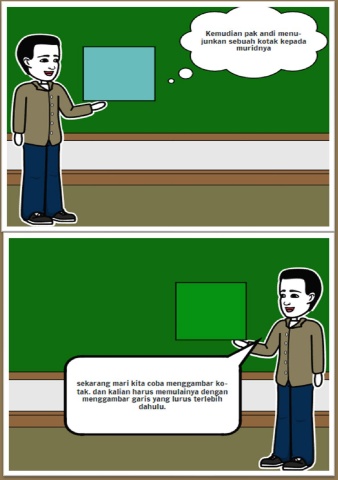 Kemudian pak andi menu-
junkan sebuah kotak kepada
muridnya
sekarang mari kita coba menggambar ko-
tak. dan kalian harus memulainya dengan
menggambar garis yang lurus terlebih
dahulu.